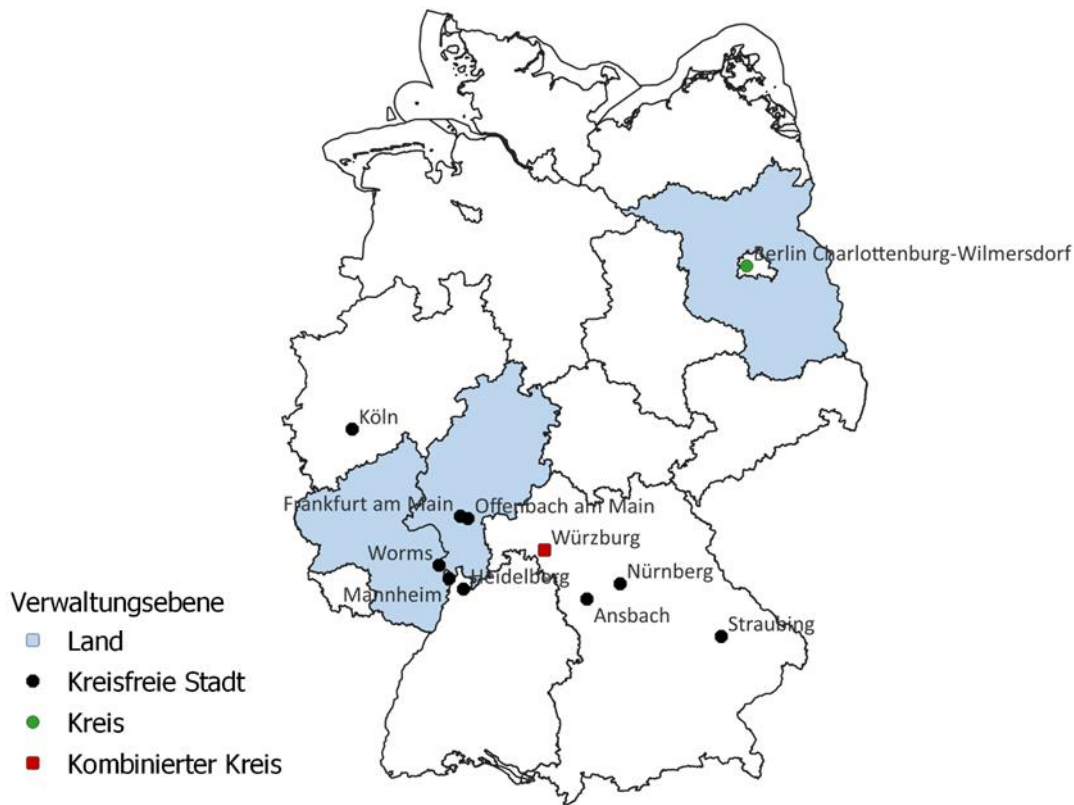 Berlin Charlottenburg-Wilmersdorf
Köln
Frankfurt am Main
Offenbach am Main
Würzburg
Worms
Heidelberg
Mannheim
Nürnberg
Ansbach
Straubing
Verwaltungsebene
Land
Kreisfreie Stadt
Kreis
Kombinierter Kreis